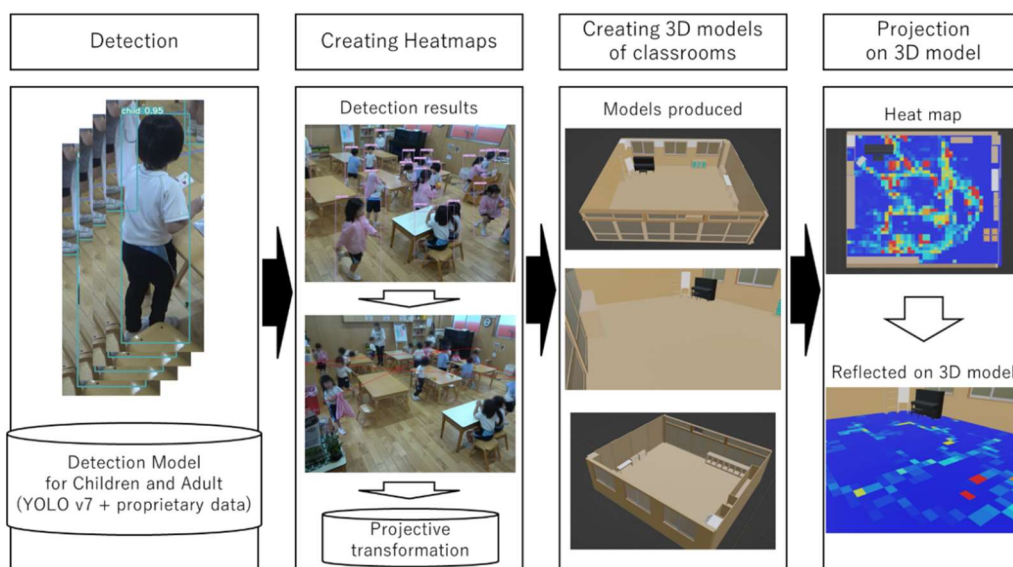 Detection
child 0.95
Detection Model
for Children and Adult
(YOLO v7 + proprietary data)
Creating Heatmaps
Detection results
Projective
transformation
Creating 3D models
of classrooms
Models produced
Projection
on 3D model
Heat map
Reflected on 3D model